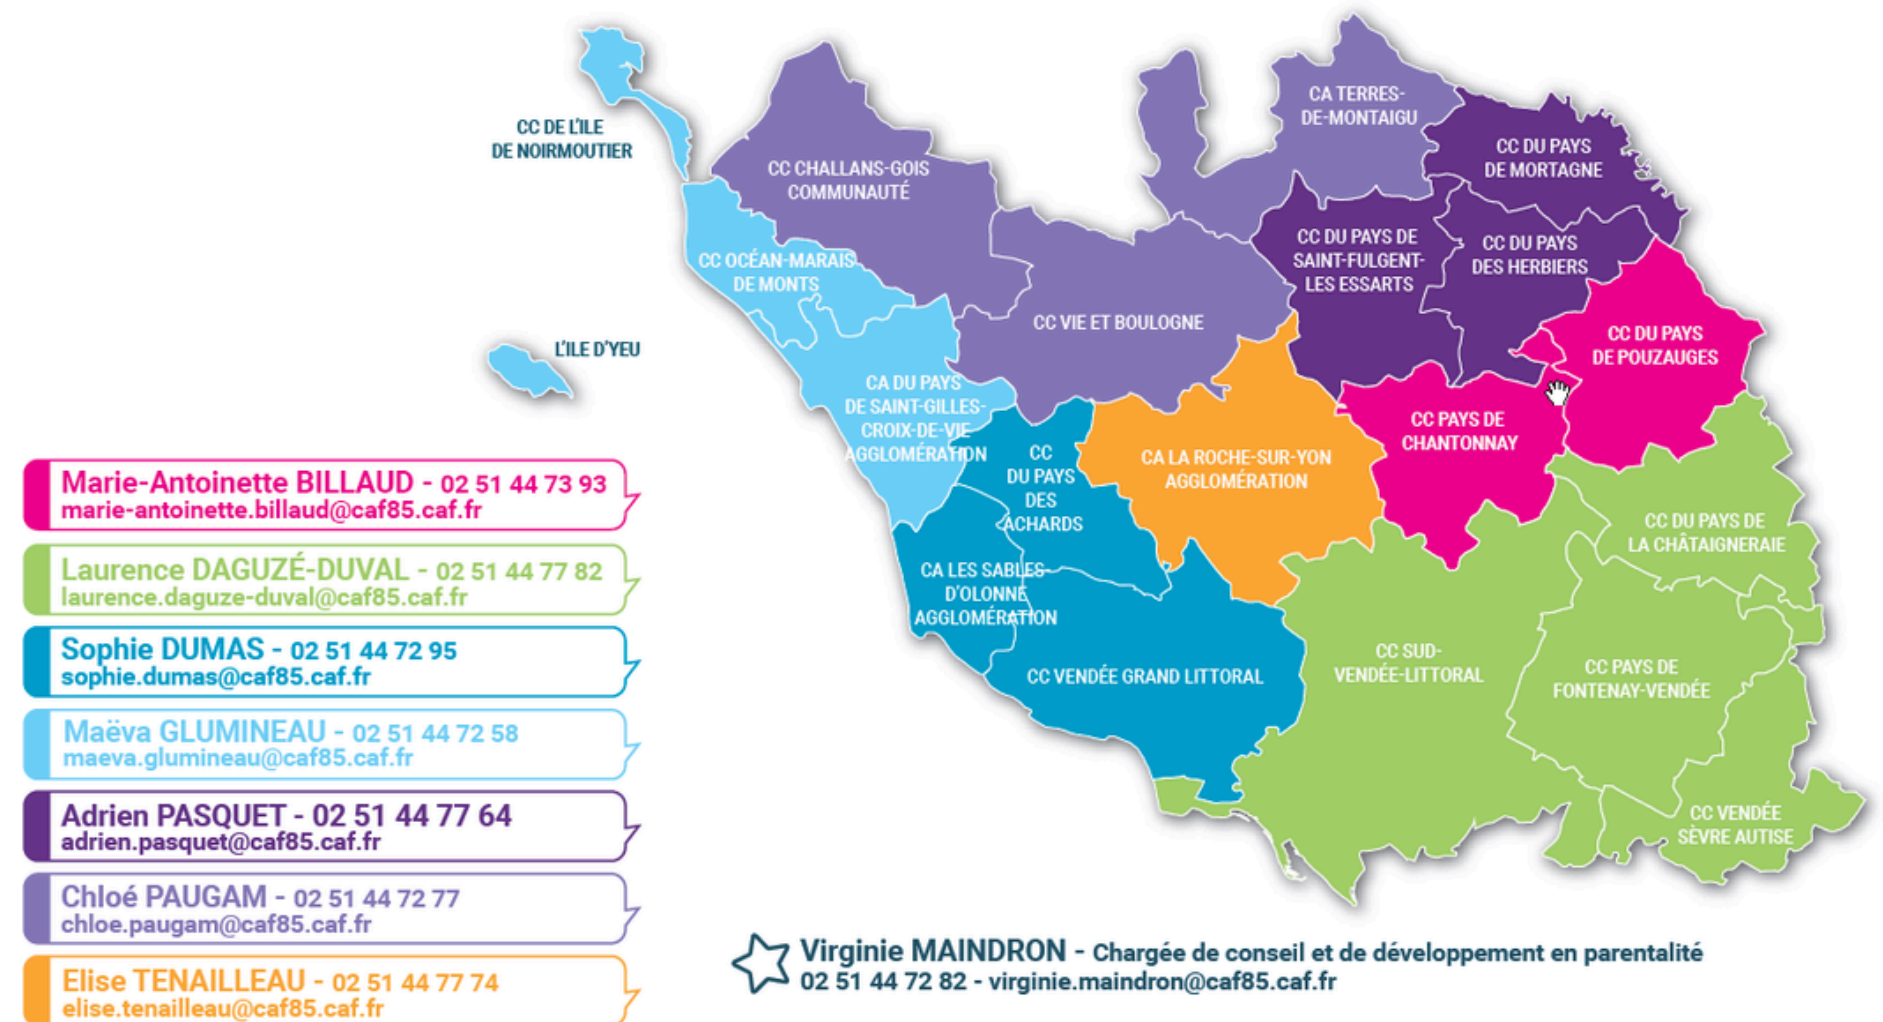 CC DE L'ILE
DE NOIRMOUTIER
CC CHALLANS-GOIS
COMMUNAUTÉ
CA TERRES-
DE-MONTAIGU
CC DU PAYS
DE MORTAGNE
CC OCÉAN-MARAIS
DE MONTS
CC DU PAYS DE
SAINT-FULGENT-
LES ESSARTS
CC DU PAYS
DES HERBIERS
CC VIE ET BOULOGNE
CC DU PAYS
DE POUZAUGES
L'ILE D'YEU
CA DU PAYS
DE SAINT-GILLES-
CROIX-DE-VIE
AGGLOMÉRATION
CC
DU PAYS
DES
ACHARDS
CA LA ROCHE-SUR-YON
AGGLOMÉRATION
CC PAYS DE
CHANTONNAY
CC DU PAYS DE
LA CHÂTAIGNERAIE
CA LES SABLES-
D'OLONNE
AGGLOMÉRATION
CC VENDÉE GRAND LITTORAL
CC SUD-
VENDÉE-LITTORAL
CC PAYS DE
FONTENAY-VENDÉE
CC VENDÉE
SÈVRE AUTISE
Marie-Antoinette BILLAUD - 02 51 44 73 93
marie-antoinette.billaud@caf85.caf.fr
Laurence DAGUZÉ-DUVAL - 02 51 44 77 82
laurence.daguze-duval@caf85.caf.fr
Sophie DUMAS - 02 51 44 72 95
sophie.dumas@caf85.caf.fr
Maëva GLUMINEAU - 02 51 44 72 58
maeva.glumineau@caf85.caf.fr
Adrien PASQUET - 02 51 44 77 64
adrien.pasquet@caf85.caf.fr
Chloé PAUGAM - 02 51 44 72 77
chloe.paugam@caf85.caf.fr
Elise TENAILLEAU - 02 51 44 77 74
elise.tenailleau@caf85.caf.fr
Virginie MAINDRON - Chargée de conseil et de développement en parentalité
02 51 44 72 82 - virginie.maindron@caf85.caf.fr